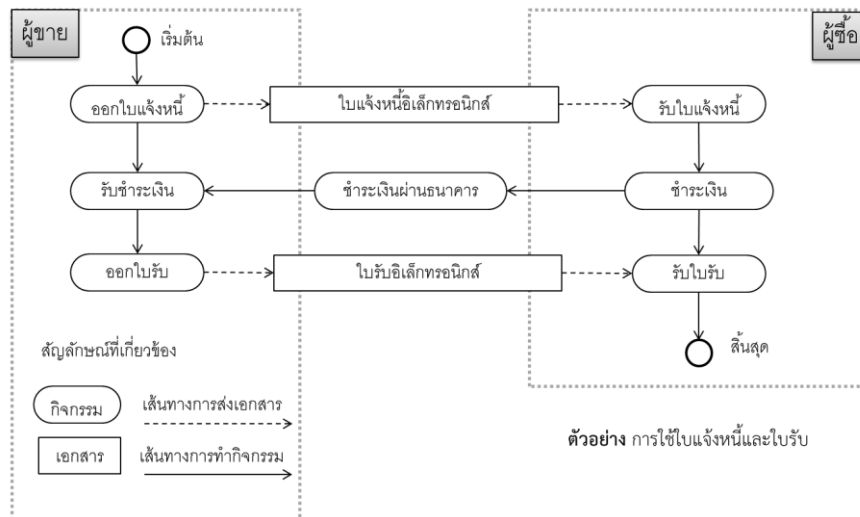 ผู้ขาย
ผู้ซื้อ
เริ่มต้น
ออกใบแจ้งหนี้
ใบแจ้งหนี้อิเล็กทรอนิกส์
รับใบแจ้งหนี้
รับชำระเงิน
ชำระเงินผ่านธนาคาร
ชำระเงิน
ออกใบรับ
ใบรับอิเล็กทรอนิกส์
รับใบรับ
สัญลักษณ์ที่เกี่ยวข้อง
สิ้นสุด
กิจกรรม
เส้นทางการส่งเอกสาร
เอกสาร
เส้นทางการทำกิจกรรม
ตัวอย่าง การใช้ใบแจ้งหนี้และใบรับ